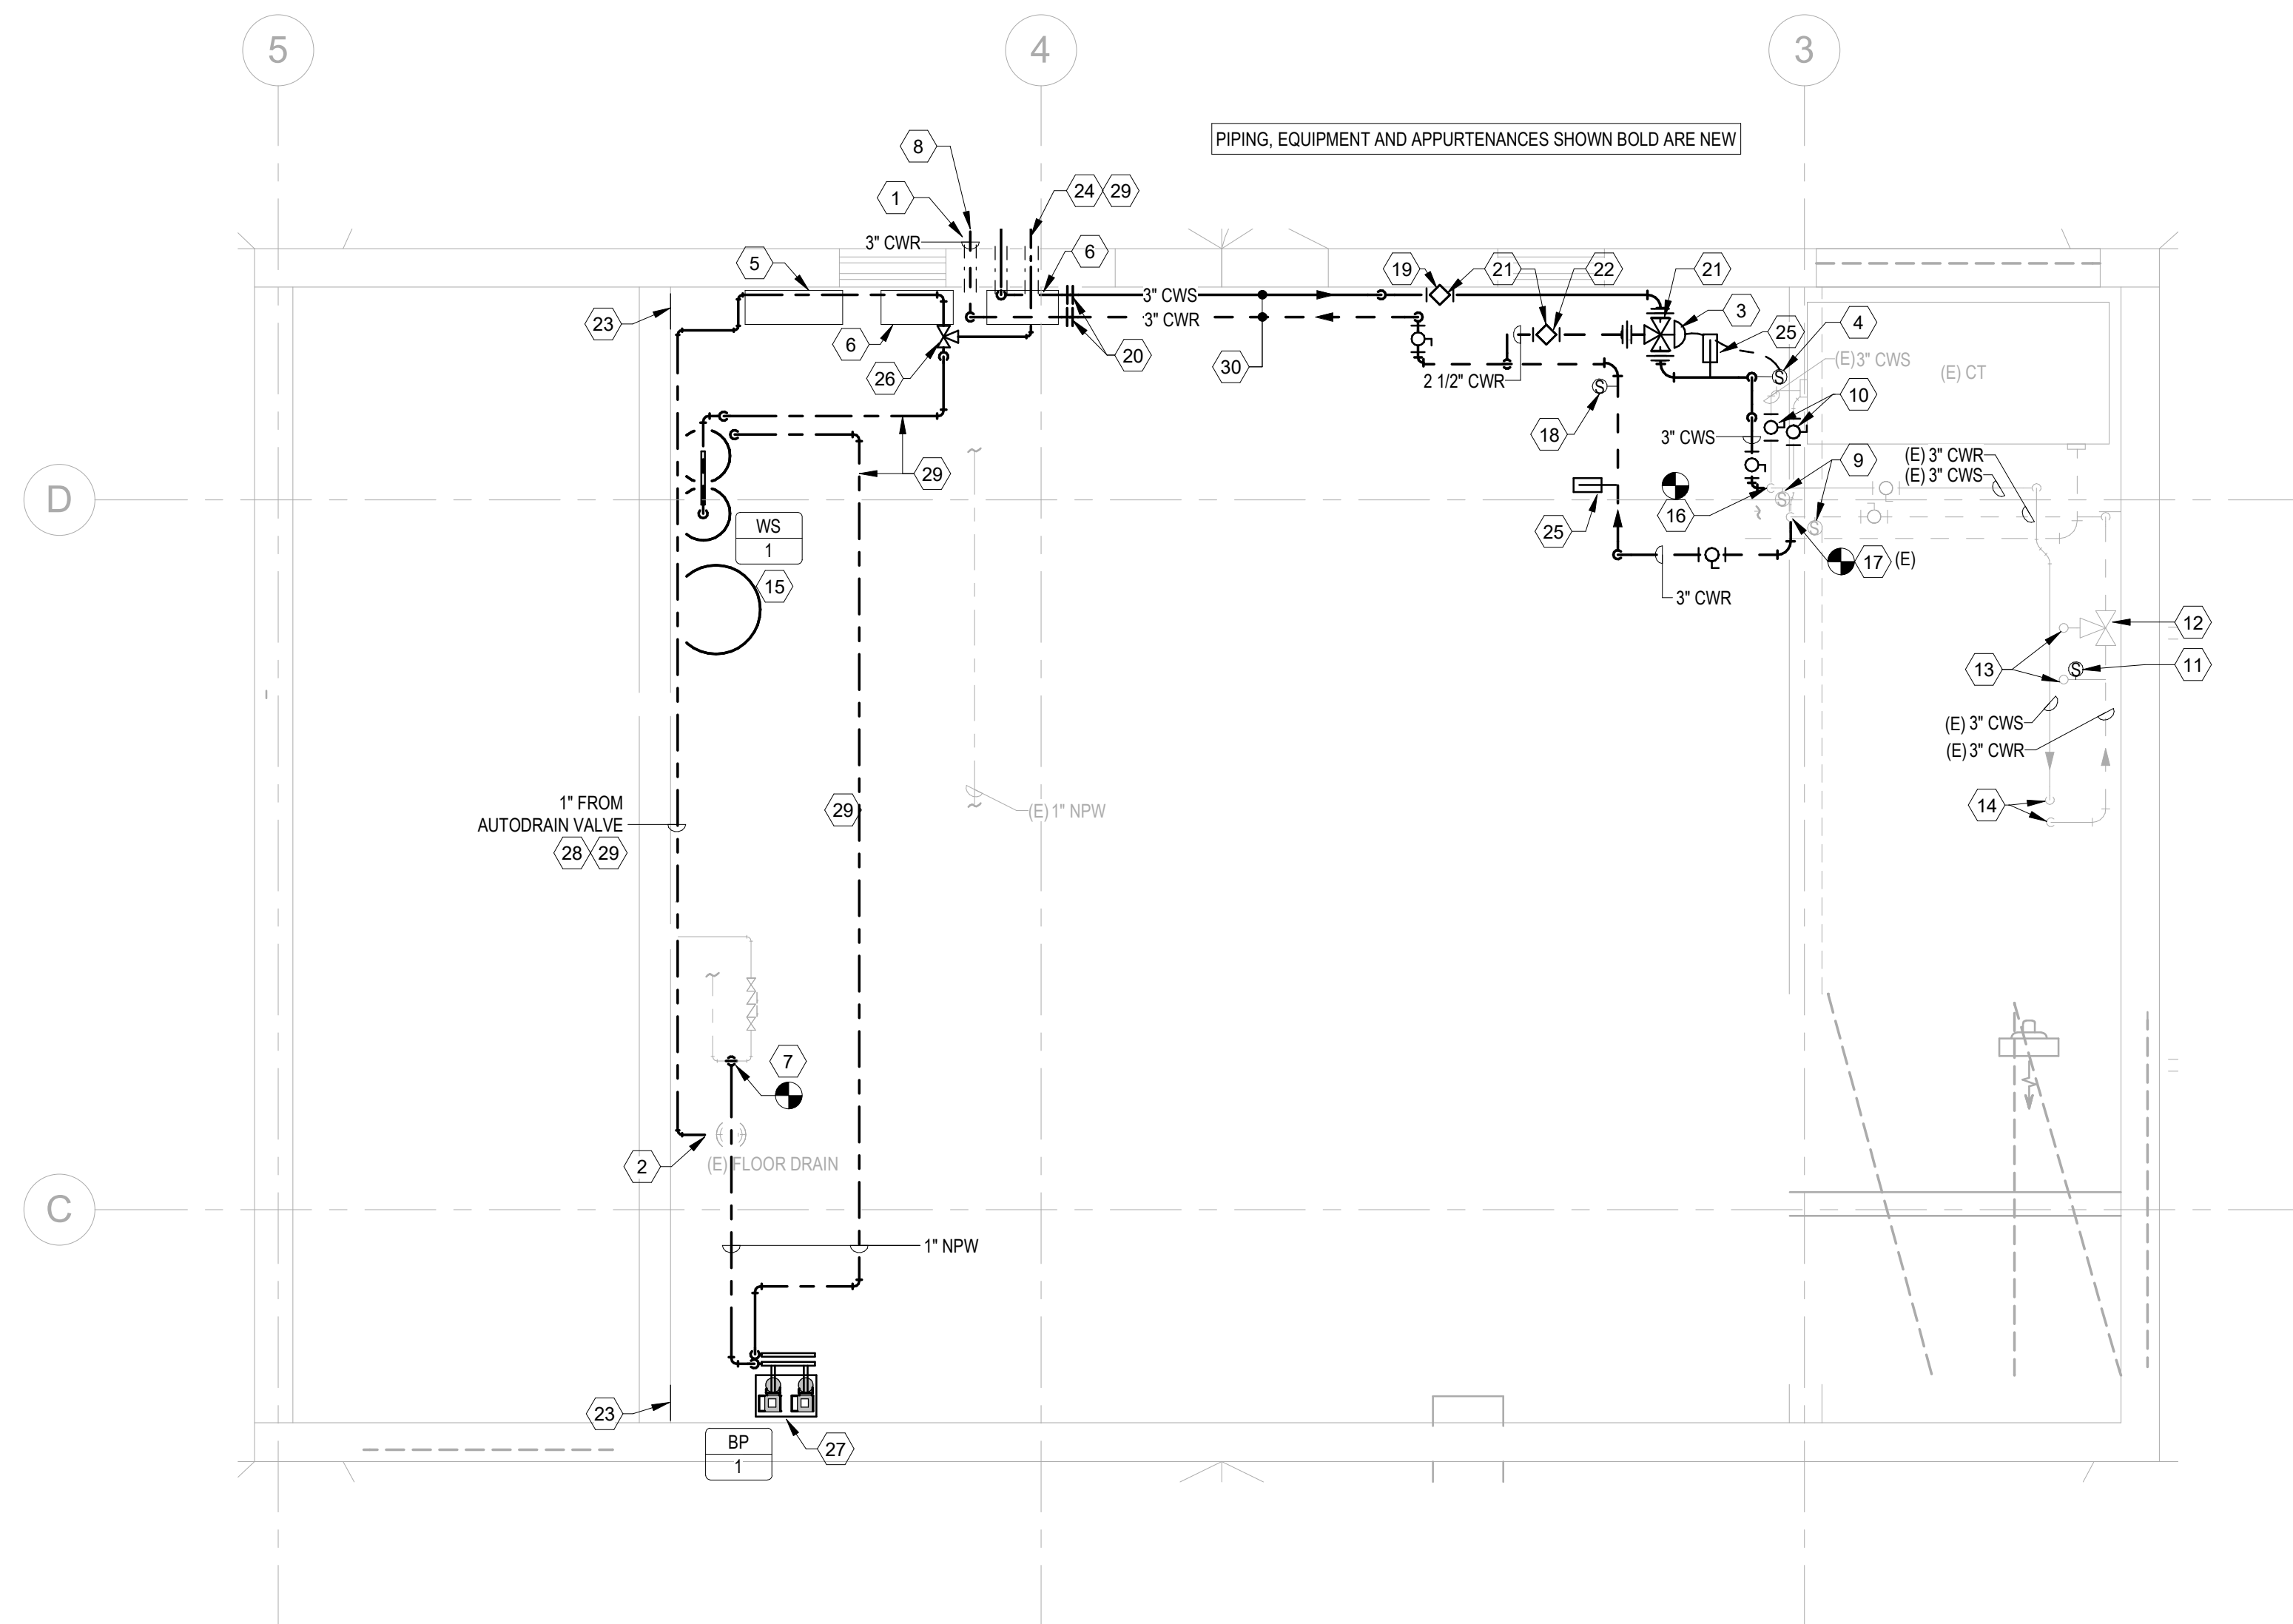 5
4
3
PIPING, EQUIPMENT AND APPURTENANCES SHOWN BOLD ARE NEW
8
1
24
29
3" CWR
5
6
19
21
22
21
3" CWS
3
23
3" CWR
4
25
6
20
(E) 3" CWS
26
30
2 1/2" CWR
S
(E) CT
S
10
18
3" CWS
(E) 3" CWR
9
29
(E) 3" CWS
D
S
16
WS
S
25
1
17
(E)
15
3" CWR
12
13
S
11
(E) 3" CWS
(E) 3" CWR
1" FROM
29
(E) 1" NPW
14
AUTODRAIN VALVE
28
29
7
2
(E) FLOOR DRAIN
C
1" NPW
23
BP
27
1